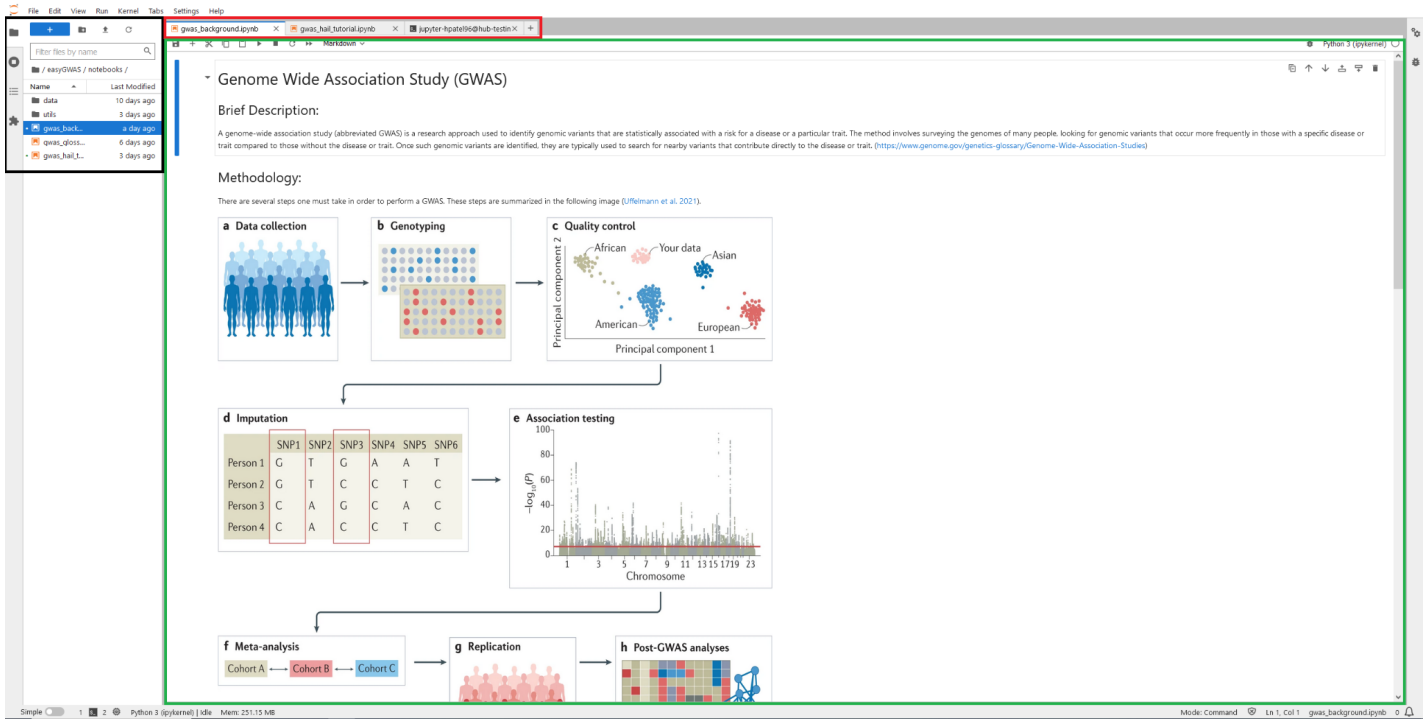 File Edit View Run Kernel Tabs Settings Help
gwas_background.ipynb × gwas_hail_tutorial.ipynb × jupyter-hpatel96@hub-testin × +
Filter files by name
/ easyGWAS / notebooks /
Name Last Modified
data 10 days ago
utils 3 days ago
gwas_back... a day ago
gwas_gloss... 6 days ago
gwas_hail_t... 3 days ago
Markdown
Python 3 (ipykernel)
Genome Wide Association Study (GWAS)
Brief Description:
A genome-wide association study (abbreviated GWAS) is a research approach used to identify genomic variants that are statistically associated with a risk for a disease or a particular trait. The method involves surveying the genomes of many people, looking for genomic variants that occur more frequently in those with a specific disease or
trait compared to those without the disease or trait. Once such genomic variants are identified, they are typically used to search for nearby variants that contribute directly to the disease or trait. (https://www.genome.gov/genetics-glossary/Genome-Wide-Association-Studies)
Methodology:
There are several steps one must take in order to perform a GWAS. These steps are summarized in the following image (Uffelmann et al. 2021).
a Data collection
b Genotyping
c Quality control
Principal component 2
African
Your data
Asian
American
European
Principal component 1
d Imputation
SNP1 SNP2 SNP3 SNP4 SNP5 SNP6
Person 1 G T G A A T
Person 2 G T C C T C
Person 3 C A G C A C
Person 4 C A C C T C
e Association testing
–log10(P)
100
80
60
40
20
0
1 3 5 7 9 11 13 15 17 19 23
Chromosome
f Meta-analysis
Cohort A Cohort B Cohort C
g Replication
h Post-GWAS analyses
Simple 1 2 Python 3 (ipykernel) | Idle Mem: 251.15 MB
Mode: Command Ln 1, Col 1 gwas_background.ipynb 0